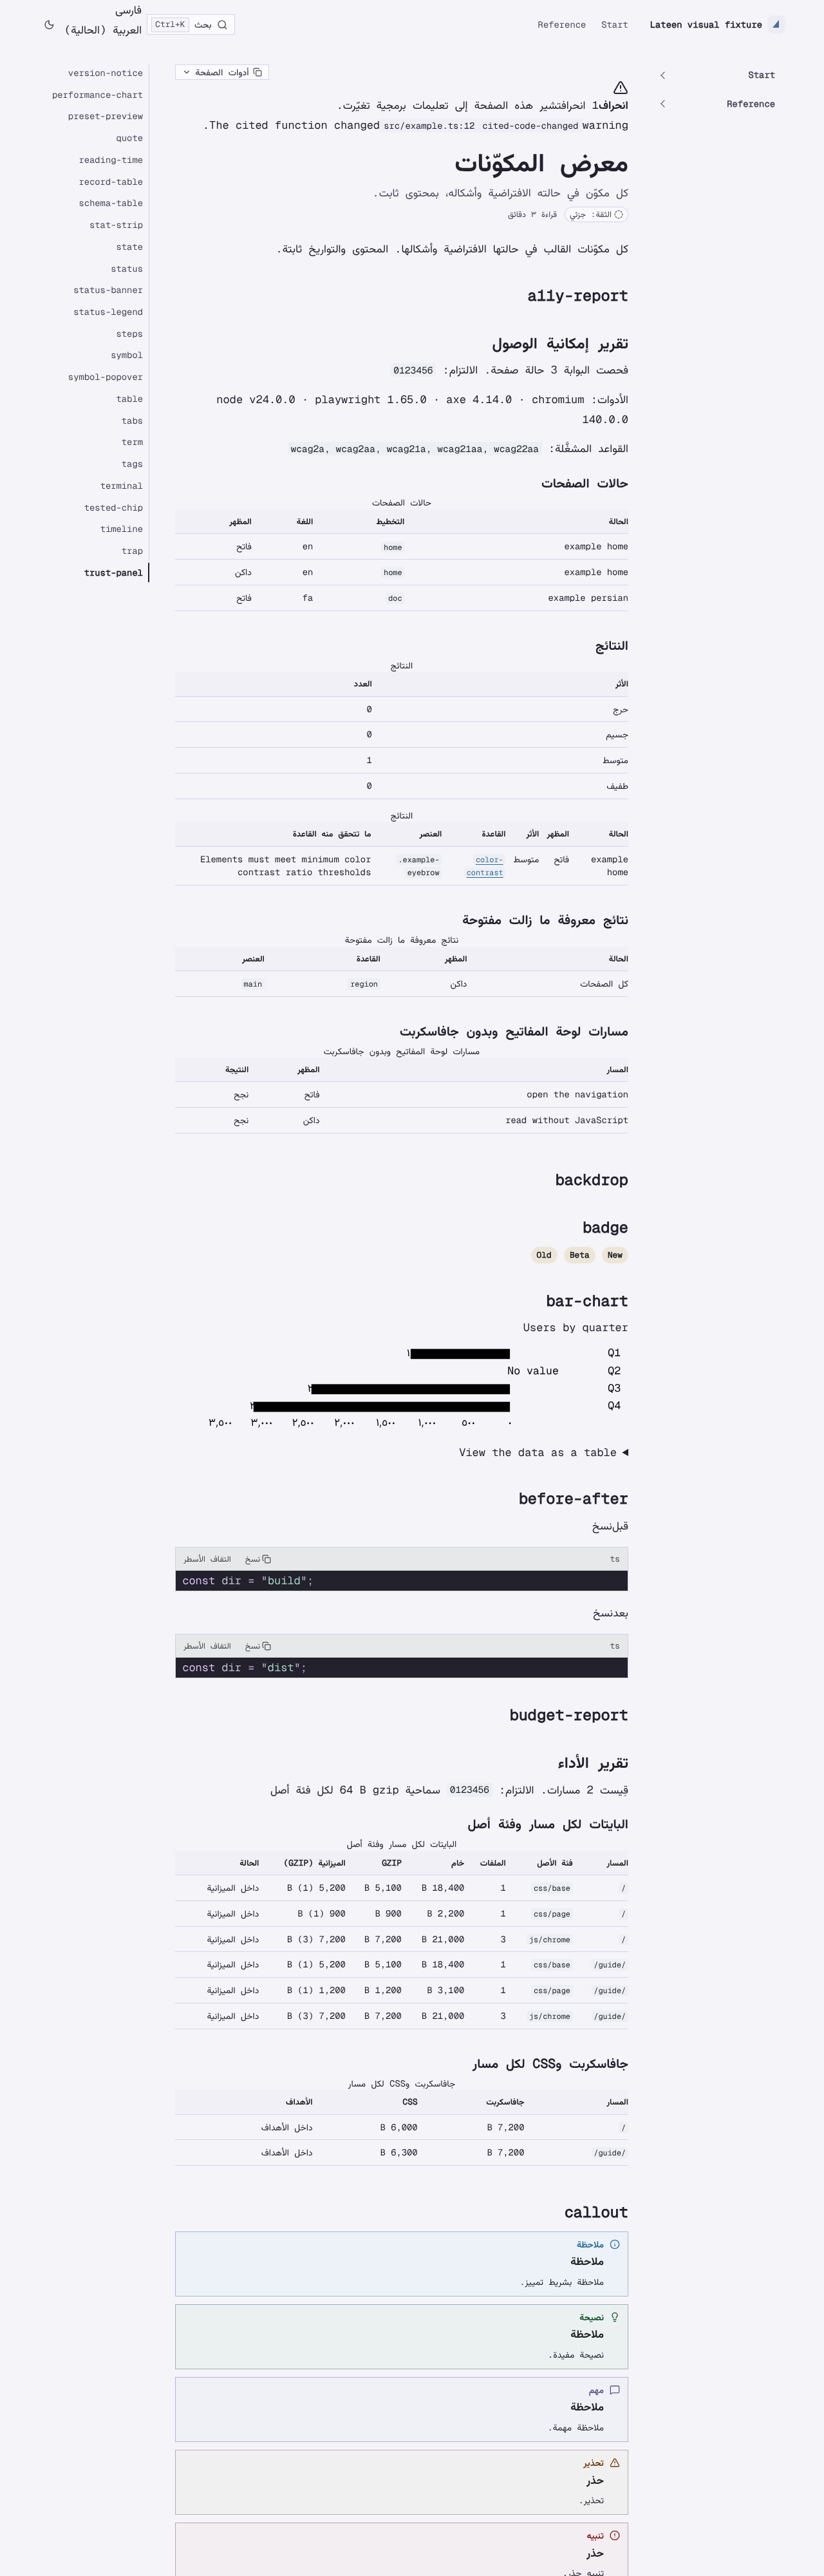 Lateen visual fixture
Start
Reference
بحث Ctrl+K
فارسی
العربية (الحالية)
Start
Reference
أدوات الصفحة
انحراف1 انحرافتشير هذه الصفحة إلى تعليمات برمجية تغيّرت.
warning cited-code-changed src/example.ts:12 The cited function changed.
معرض المكوّنات
كل مكوّن في حالته الافتراضية وأشكاله، بمحتوى ثابت.
الثقة: جزئي قراءة ٣ دقائق
كل مكوّنات القالب في حالتها الافتراضية وأشكالها. المحتوى والتواريخ ثابتة.
a11y-report
تقرير إمكانية الوصول
فحصت البوابة 3 حالة صفحة. الالتزام: 0123456
الأدوات: node v24.0.0 · playwright 1.65.0 · axe 4.14.0 · chromium
140.0.0
القواعد المشغَّلة: wcag2a, wcag2aa, wcag21a, wcag21aa, wcag22aa
حالات الصفحات
حالات الصفحات
الحالة التخطيط اللغة المظهر
example home home en فاتح
example home home en داكن
example persian doc fa فاتح
النتائج
النتائج
الأثر العدد
حرج 0
جسيم 0
متوسط 1
طفيف 0
النتائج
الحالة المظهر الأثر القاعدة العنصر ما تتحقق منه القاعدة
example home فاتح متوسط color-contrast .example-eyebrow Elements must meet minimum color
contrast ratio thresholds
نتائج معروفة ما زالت مفتوحة
نتائج معروفة ما زالت مفتوحة
الحالة المظهر القاعدة العنصر
كل الصفحات داكن region main
مسارات لوحة المفاتيح وبدون جافاسكربت
مسارات لوحة المفاتيح وبدون جافاسكربت
المسار المظهر النتيجة
open the navigation فاتح نجح
read without JavaScript داكن نجح
backdrop
badge
New Beta Old
bar-chart
Users by quarter
Q1 ١
Q2 No value
Q3
Q4
٠ ٥٠٠ ١٬٠٠٠ ١٬٥٠٠ ٢٬٠٠٠ ٢٬٥٠٠ ٣٬٠٠٠ ٣٬٥٠٠
View the data as a table
before-after
قبلنسخ
ts نسخ التفاف الأسطر
const dir = "build";
بعدنسخ
ts نسخ التفاف الأسطر
const dir = "dist";
budget-report
تقرير الأداء
قِيست 2 مسارات. الالتزام: 0123456 سماحية 64 B gzip لكل فئة أصل
البايتات لكل مسار وفئة أصل
البايتات لكل مسار وفئة أصل
المسار فئة الأصل الملفات خام GZIP الميزانية (GZIP) الحالة
/ css/base 1 18,400 B 5,100 B 5,200 B (1) داخل الميزانية
/ css/page 1 2,200 B 900 B 900 B (1) داخل الميزانية
/ js/chrome 3 21,000 B 7,200 B 7,200 B (3) داخل الميزانية
/guide/ css/base 1 18,400 B 5,100 B 5,200 B (1) داخل الميزانية
/guide/ css/page 1 3,100 B 1,200 B 1,200 B (1) داخل الميزانية
/guide/ js/chrome 3 21,000 B 7,200 B 7,200 B (3) داخل الميزانية
جافاسكربت وCSS لكل مسار
جافاسكربت وCSS لكل مسار
المسار جافاسكربت CSS الأهداف
/ 7,200 B 6,000 B داخل الأهداف
/guide/ 7,200 B 6,300 B داخل الأهداف
callout
ملاحظة
ملاحظة
ملاحظة بشريط تمييز.
نصيحة
ملاحظة
نصيحة مفيدة.
مهم
ملاحظة
ملاحظة مهمة.
تحذير
حذر
تحذير.
تنبيه
حذر
تنبيه حذر.
version-notice
performance-chart
preset-preview
quote
reading-time
record-table
schema-table
stat-strip
state
status
status-banner
status-legend
steps
symbol
symbol-popover
table
tabs
term
tags
terminal
tested-chip
timeline
trap
trust-panel